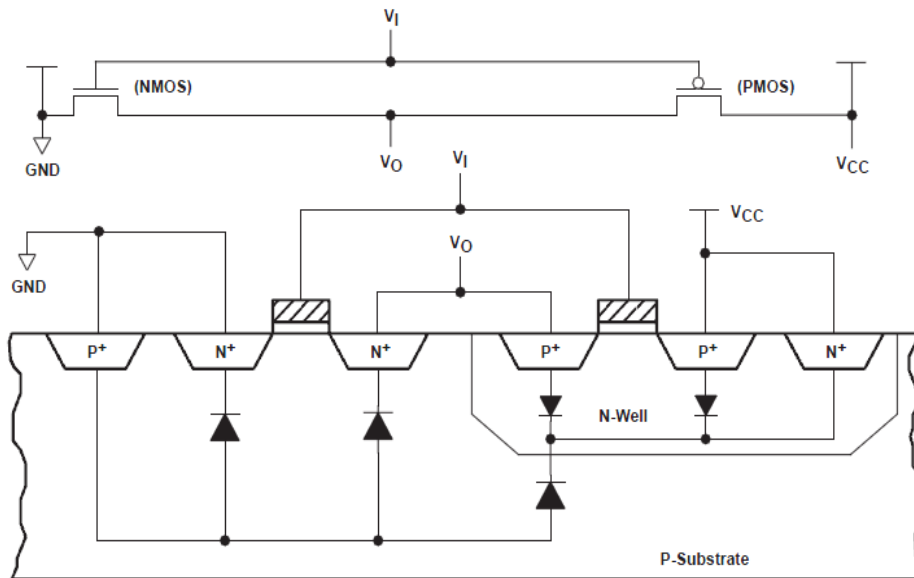 VI
(NMOS)
(PMOS)
GND
VO
VCC
VI
VCC
VO
GND
P+
N+
N+
P+
P+
N+
N-Well
P-Substrate